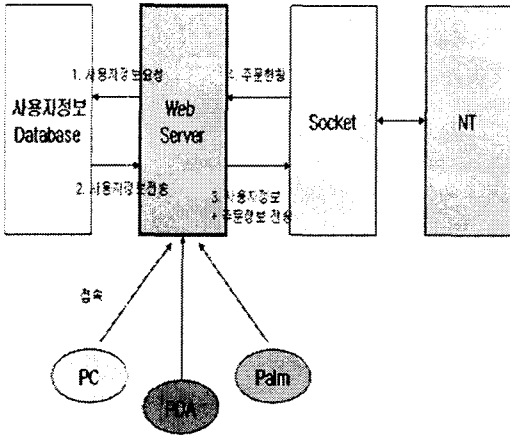 1. 사용자정보요청
4. 주문현황
사용자정보
Database
Web
Server
Socket
NT
2. 사용자정보전송
3. 사용자정보
+ 주문정보 전송
접속
PC
PDA
Palm